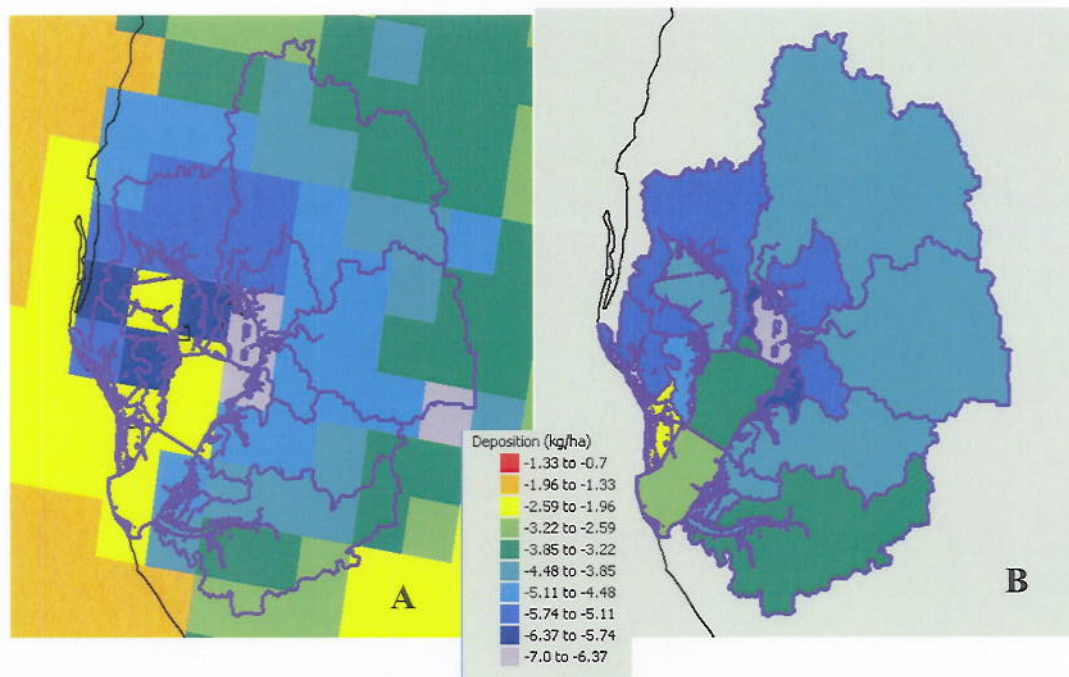 A
B
Deposition (kg/ha)
-1.33 to -0.7
-1.96 to -1.33
-2.59 to -1.96
-3.22 to -2.59
-3.85 to -3.22
-4.48 to -3.85
-5.11 to -4.48
-5.74 to -5.11
-6.37 to -5.74
-7.0 to -6.37